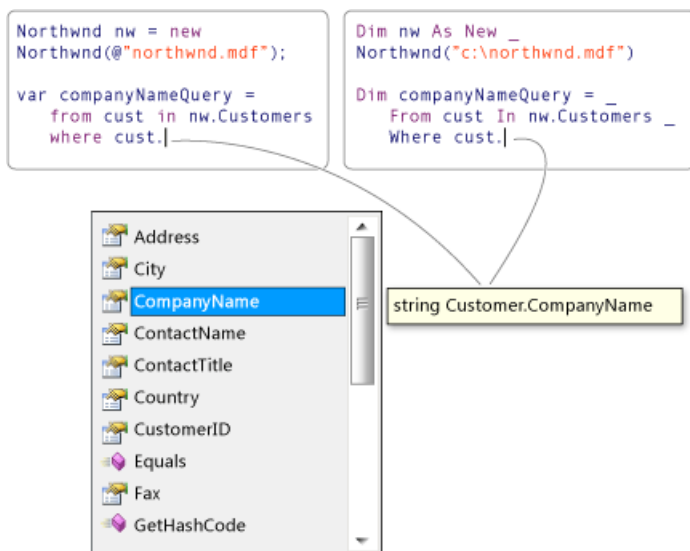 Northwnd nw = new
Northwnd(@"northwnd.mdf");
var companyNameQuery =
from cust in nw.Customers
where cust.
Dim nw As New _
Northwnd("c:\northwnd.mdf")
Dim companyNameQuery = _
From cust In nw.Customers _
Where cust.
Address
City
CompanyName
ContactName
ContactTitle
Country
CustomerID
Equals
Fax
GetHashCode
string Customer.CompanyName